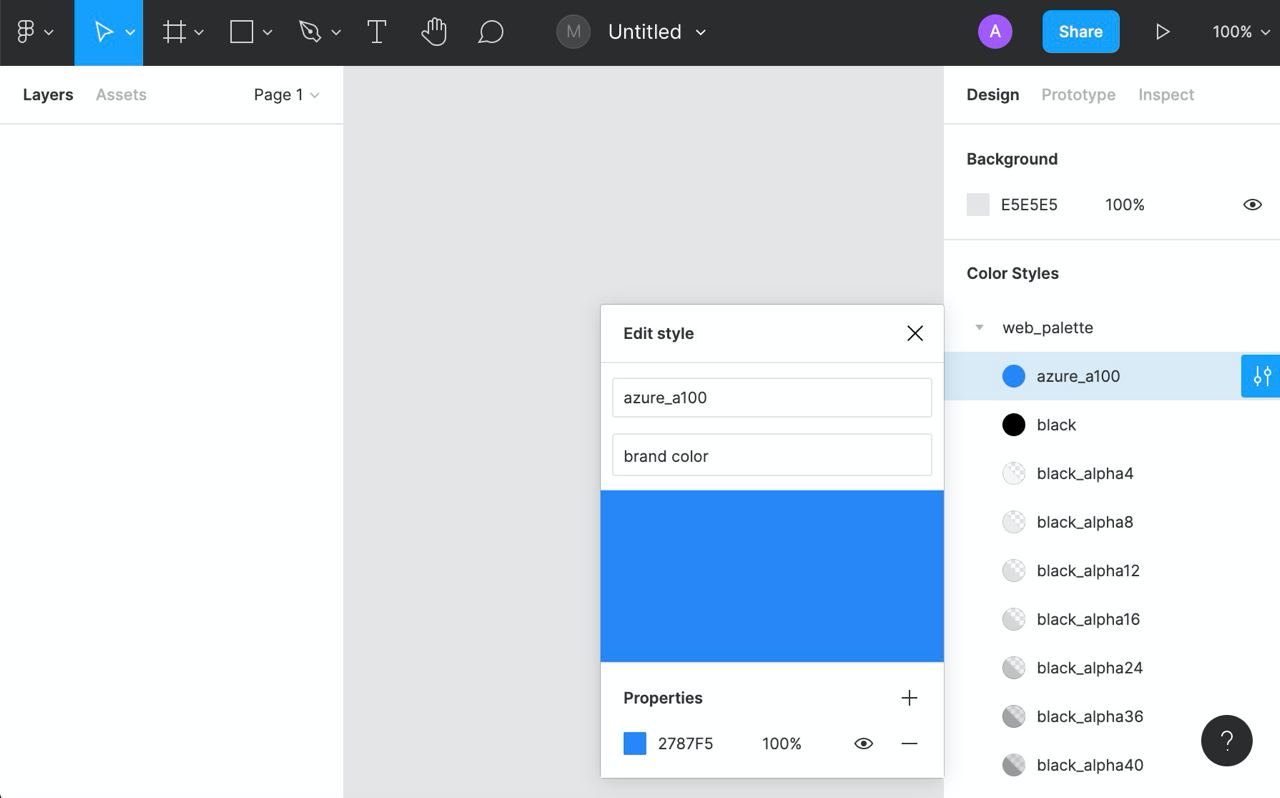 M Untitled A Share 100%
Layers Assets Page 1
Design Prototype Inspect
Background
E5E5E5 100%
Color Styles
web_palette
azure_a100
black
black_alpha4
black_alpha8
black_alpha12
black_alpha16
black_alpha24
black_alpha36
black_alpha40
Edit style
azure_a100
brand color
Properties
2787F5 100%
?